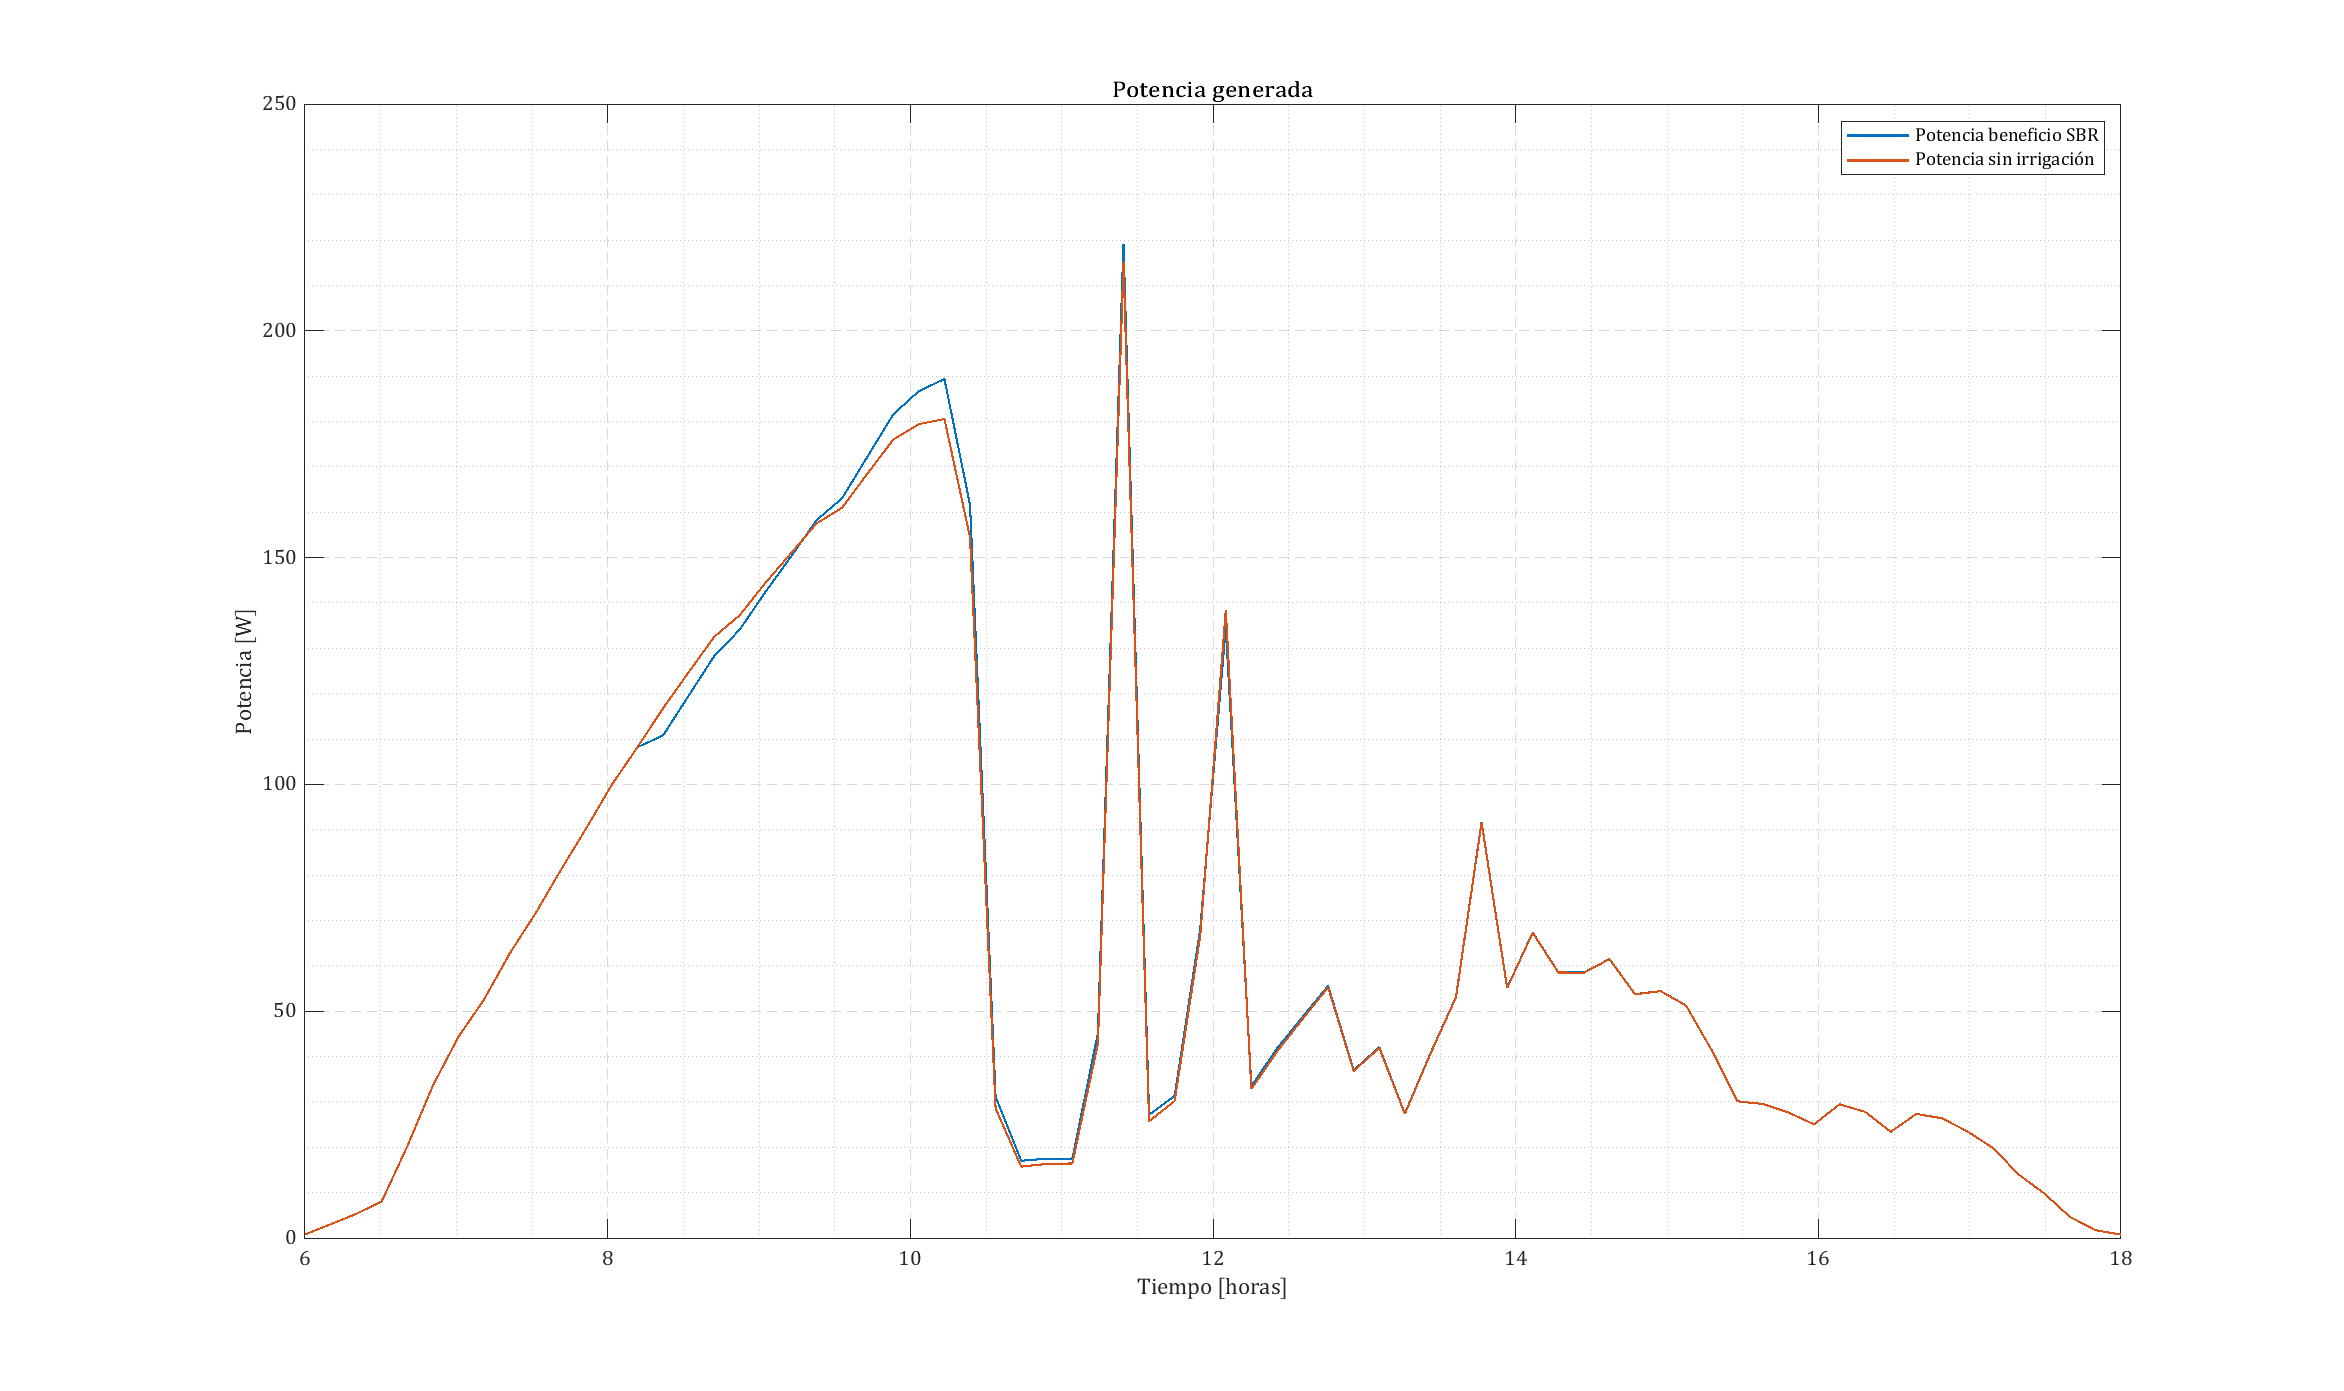 Potencia generada
250
200
150
100
50
0
Potencia [W]
Potencia beneficio SBR
Potencia sin irrigación
6 8 10 12 14 16 18
Tiempo [horas]